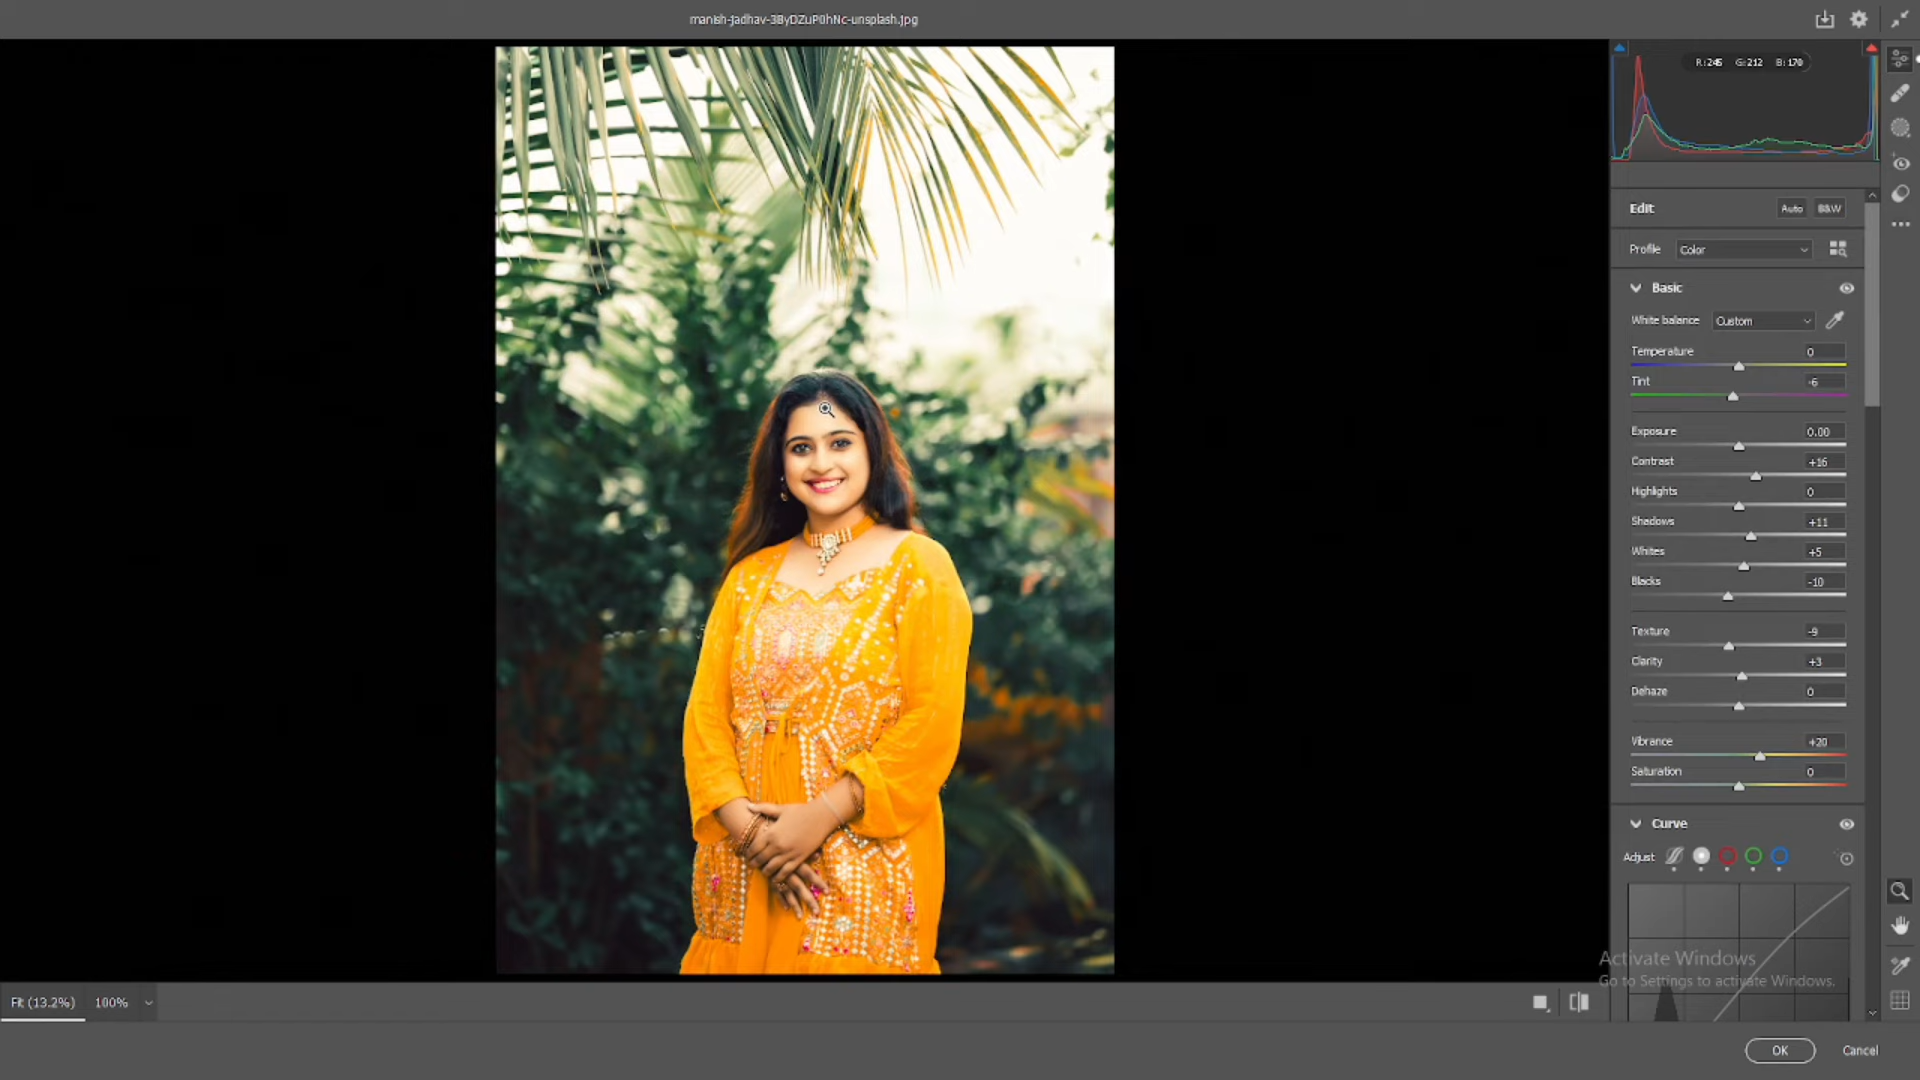 manish-jadhav-3ByDZuP0hNc-unsplash.jpg
R:245 G:212 B:170
Edit Auto B&W
Profile Color
Basic
White balance Custom
Temperature 0
Tint -6
Exposure 0.00
Contrast +16
Highlights 0
Shadows +11
Whites +5
Blacks -10
Texture -9
Clarity +3
Dehaze 0
Vibrance +20
Saturation 0
Curve
Adjust
Activate Windows
Go to Settings to activate Windows.
Fit (13.2%) 100%
OK Cancel